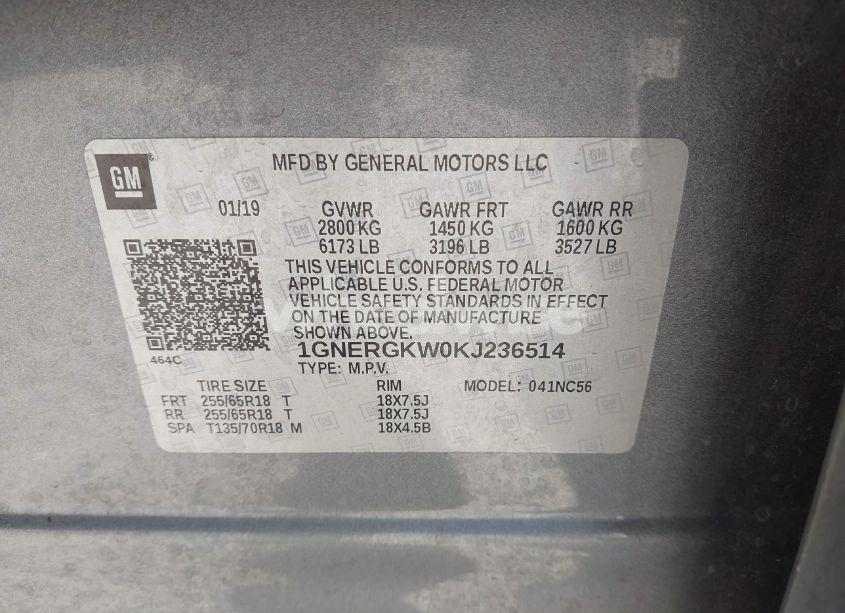 GM
MFD BY GENERAL MOTORS LLC
01/19 GVWR GAWR FRT GAWR RR
2800 KG 1450 KG 1600 KG
6173 LB 3196 LB 3527 LB
THIS VEHICLE CONFORMS TO ALL
APPLICABLE U.S. FEDERAL MOTOR
VEHICLE SAFETY STANDARDS IN EFFECT
ON THE DATE OF MANUFACTURE
SHOWN ABOVE.
464C
1GNERGKW0KJ236514
TYPE: M.P.V.
TIRE SIZE RIM MODEL: 041NC56
FRT 255/65R18 T 18X7.5J
RR 255/65R18 T 18X7.5J
SPA T135/70R18 M 18X4.5B